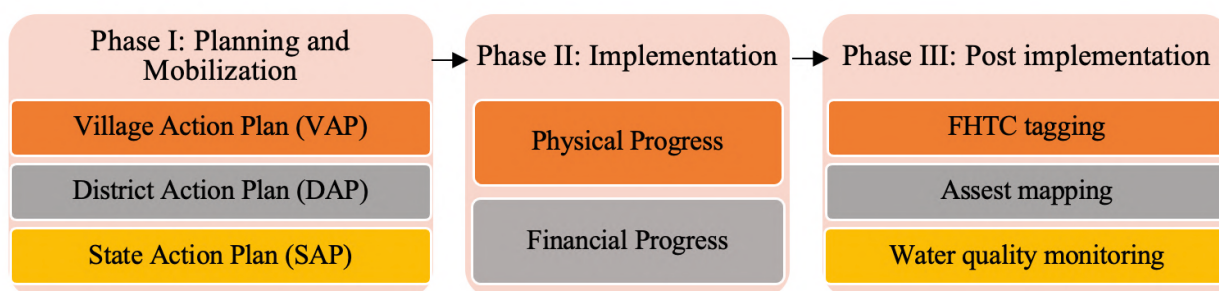 Phase I: Planning and
Mobilization
Village Action Plan (VAP)
District Action Plan (DAP)
State Action Plan (SAP)
Phase II: Implementation
Physical Progress
Financial Progress
Phase III: Post implementation
FHTC tagging
Assest mapping
Water quality monitoring